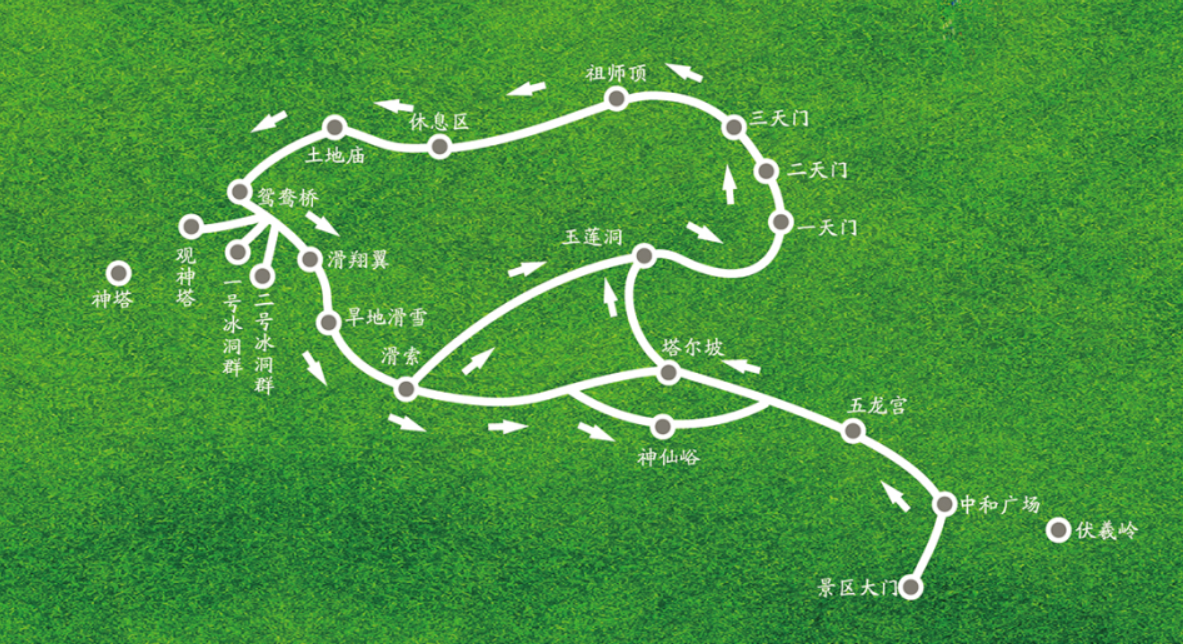 祖师顶
三天门
休息区
土地庙
二天门
鸳鸯桥
一天门
玉莲洞
滑翔翼
观神塔
神塔
一号冰洞群
二号冰洞群
旱地滑雪
滑索
塔尔坡
五龙宫
神仙峪
中和广场
伏羲岭
景区大门